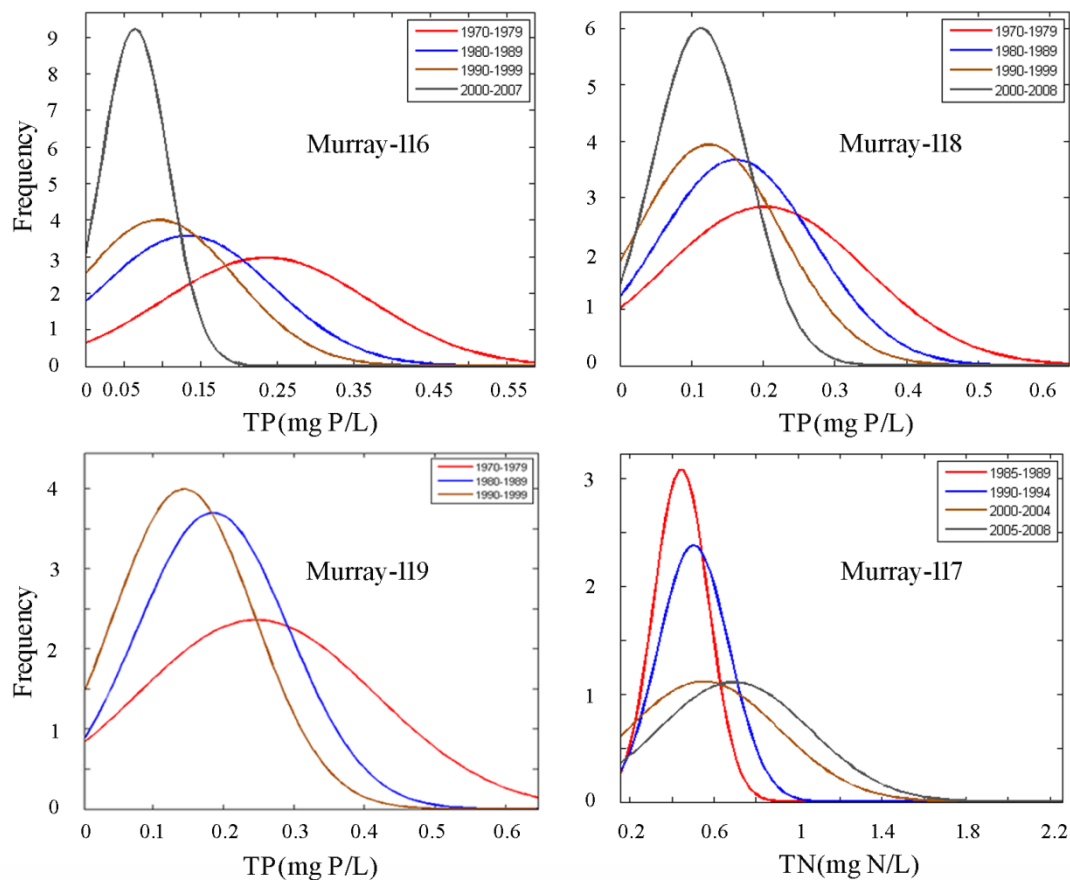 9
8
7
6
5
4
3
2
1
0
Frequency
1970-1979
1980-1989
1990-1999
2000-2007
Murray-116
0 0.05 0.15 0.25 0.35 0.45 0.55
TP(mg P/L)
6
5
4
3
2
1
0
1970-1979
1980-1989
1990-1999
2000-2008
Murray-118
0 0.1 0.2 0.3 0.4 0.5 0.6
TP(mg P/L)
4
3
2
1
0
Frequency
1970-1979
1980-1989
1990-1999
Murray-119
0 0.1 0.2 0.3 0.4 0.5 0.6
TP(mg P/L)
3
2
1
0
1985-1989
1990-1994
2000-2004
2005-2008
Murray-117
0.2 0.6 1 1.4 1.8 2.2
TN(mg N/L)